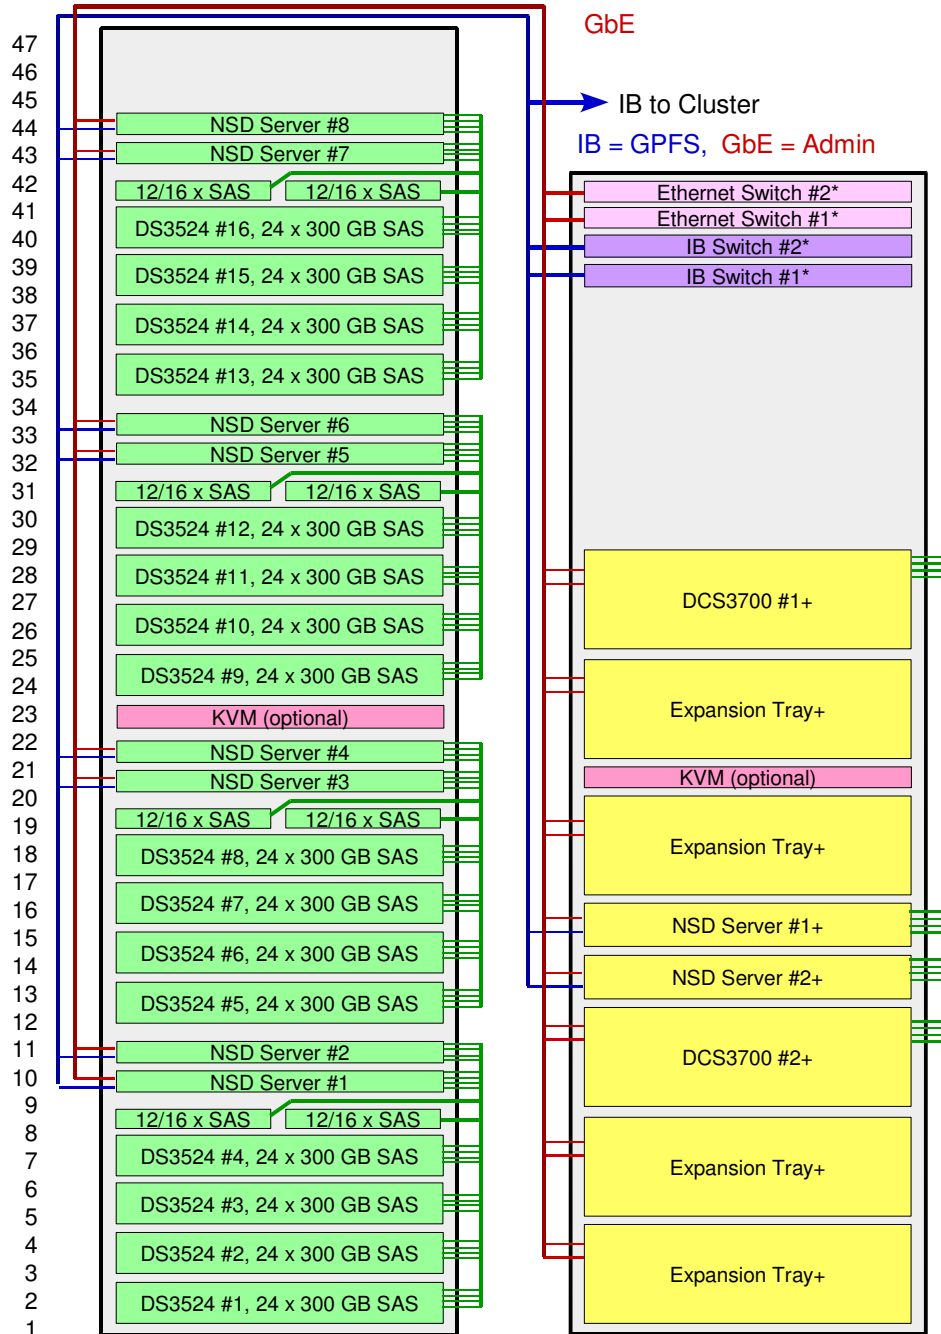 GbE
IB to Cluster
IB = GPFS, GbE = Admin
47
46
45
44
43
42
41
40
39
38
37
36
35
34
33
32
31
30
29
28
27
26
25
24
23
22
21
20
19
18
17
16
15
14
13
12
11
10
9
8
7
6
5
4
3
2
1
NSD Server #8
NSD Server #7
12/16 x SAS 12/16 x SAS
DS3524 #16, 24 x 300 GB SAS
DS3524 #15, 24 x 300 GB SAS
DS3524 #14, 24 x 300 GB SAS
DS3524 #13, 24 x 300 GB SAS
NSD Server #6
NSD Server #5
12/16 x SAS 12/16 x SAS
DS3524 #12, 24 x 300 GB SAS
DS3524 #11, 24 x 300 GB SAS
DS3524 #10, 24 x 300 GB SAS
DS3524 #9, 24 x 300 GB SAS
KVM (optional)
NSD Server #4
NSD Server #3
12/16 x SAS 12/16 x SAS
DS3524 #8, 24 x 300 GB SAS
DS3524 #7, 24 x 300 GB SAS
DS3524 #6, 24 x 300 GB SAS
DS3524 #5, 24 x 300 GB SAS
NSD Server #2
NSD Server #1
12/16 x SAS 12/16 x SAS
DS3524 #4, 24 x 300 GB SAS
DS3524 #3, 24 x 300 GB SAS
DS3524 #2, 24 x 300 GB SAS
DS3524 #1, 24 x 300 GB SAS
Ethernet Switch #2*
Ethernet Switch #1*
IB Switch #2*
IB Switch #1*
DCS3700 #1+
Expansion Tray+
KVM (optional)
Expansion Tray+
NSD Server #1+
NSD Server #2+
DCS3700 #2+
Expansion Tray+
Expansion Tray+